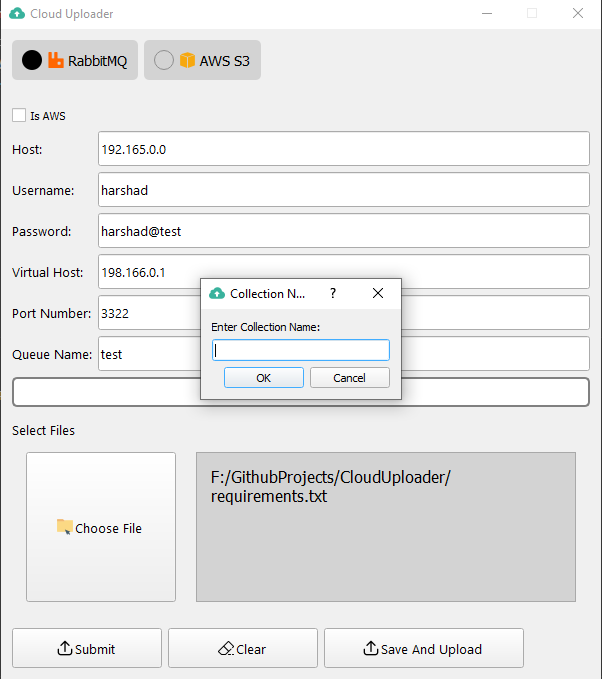 Cloud Uploader
RabbitMQ
AWS S3
Is AWS
Host:
192.165.0.0
Username:
harshad
Password:
harshad@test
Virtual Host:
198.166.0.1
Port Number:
3322
Queue Name:
test
Collection N...
?
Enter Collection Name:
OK
Cancel
Select Files
Choose File
F:/GithubProjects/CloudUploader/
requirements.txt
Submit
Clear
Save And Upload